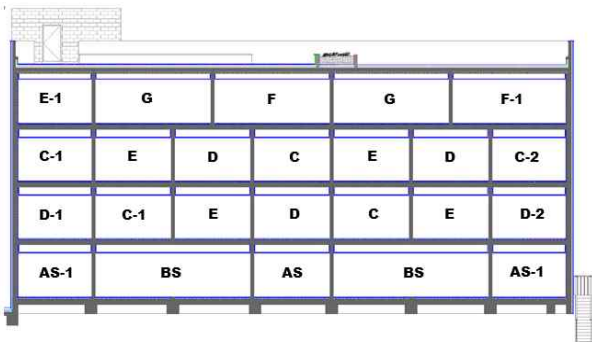 E-1 G F G F-1
C-1 E D C E D C-2
D-1 C-1 E D C E D-2
AS-1 BS AS BS AS-1